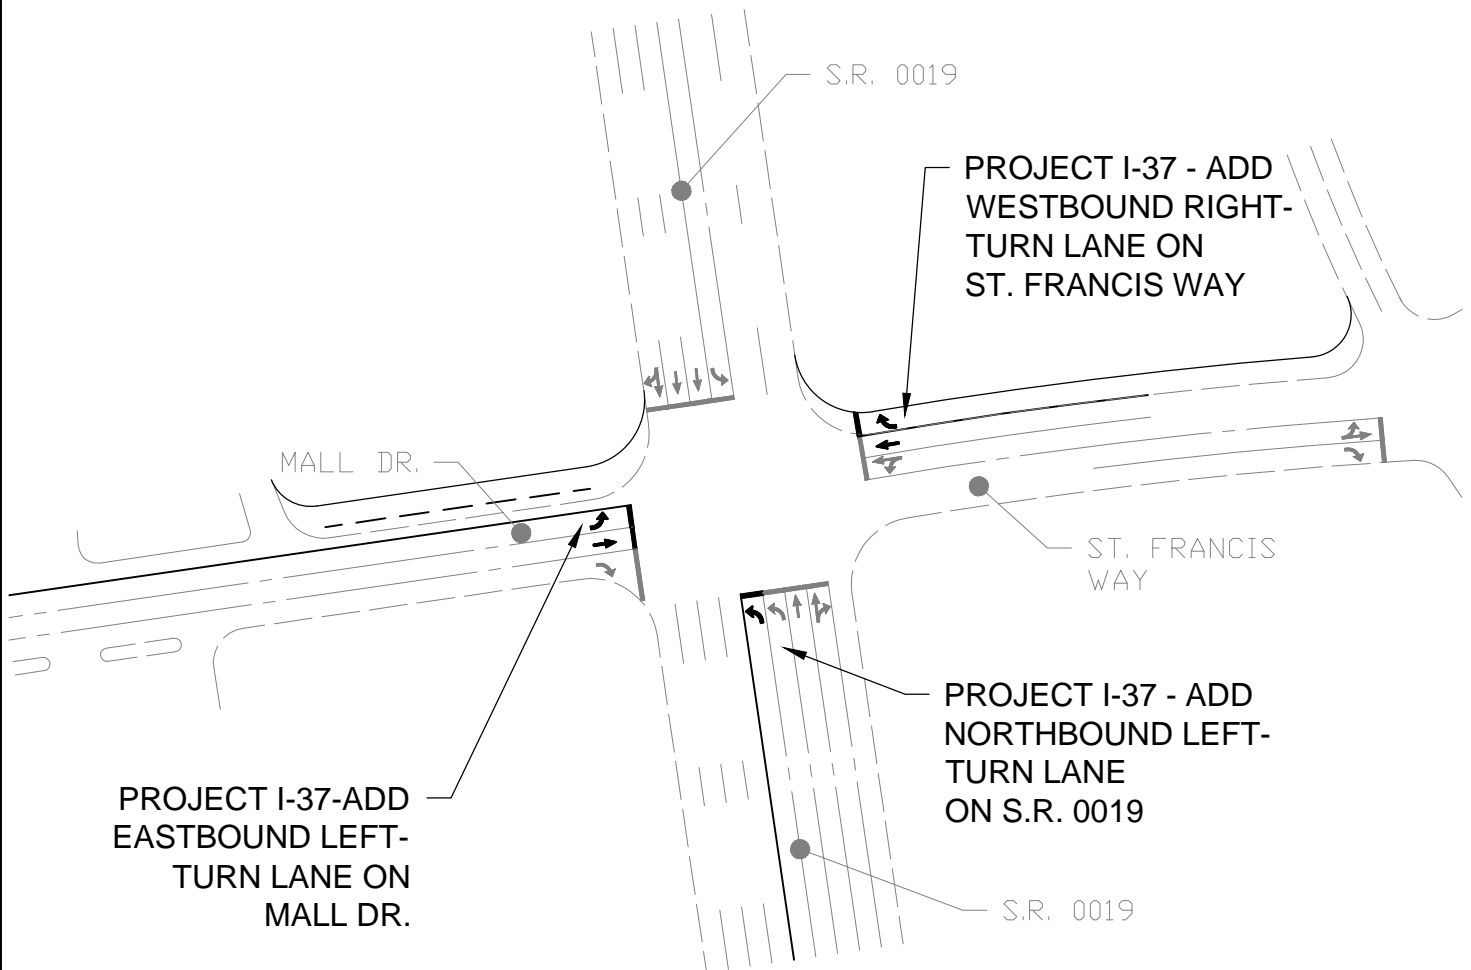 S.R. 0019
PROJECT I-37 - ADD
WESTBOUND RIGHT-
TURN LANE ON
ST. FRANCIS WAY
MALL DR.
ST. FRANCIS
WAY
PROJECT I-37 - ADD
NORTHBOUND LEFT-
TURN LANE
ON S.R. 0019
PROJECT I-37-ADD
EASTBOUND LEFT-
TURN LANE ON
MALL DR.
S.R. 0019